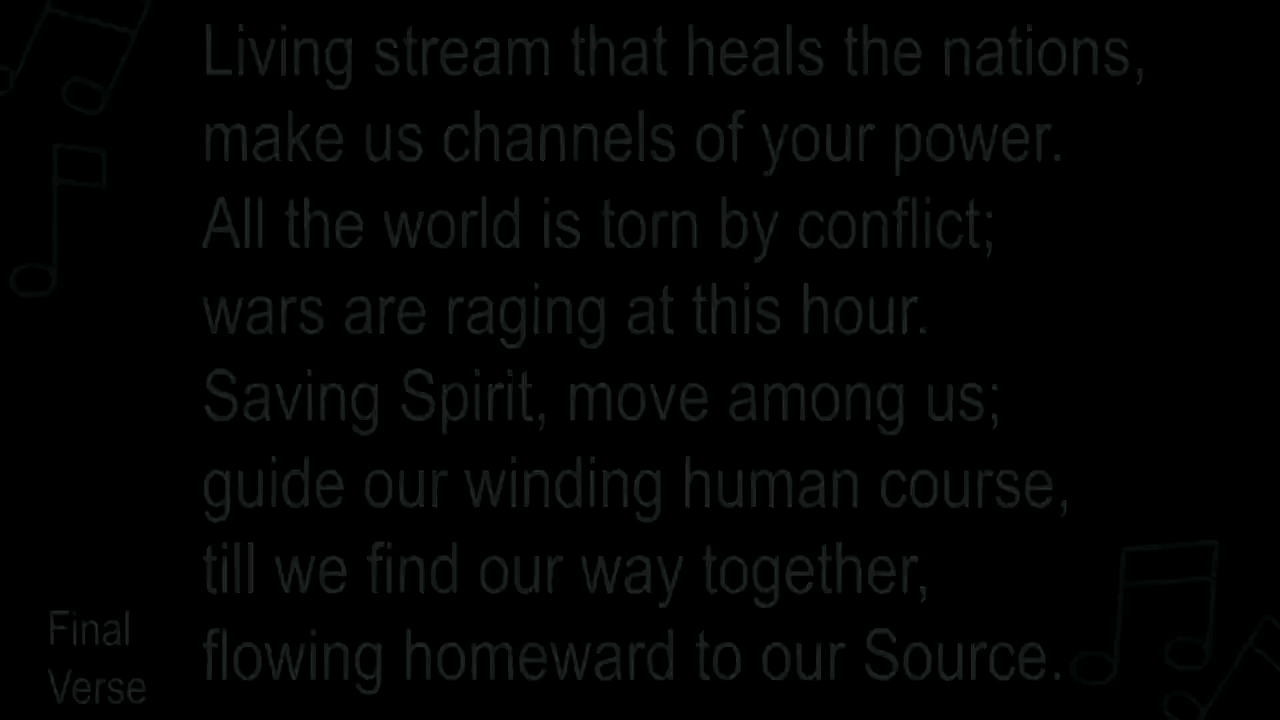 Living stream that heals the nations,
make us channels of your power.
All the world is torn by conflict;
wars are raging at this hour.
Saving Spirit, move among us;
guide our winding human course,
till we find our way together,
flowing homeward to our Source.
Final
Verse